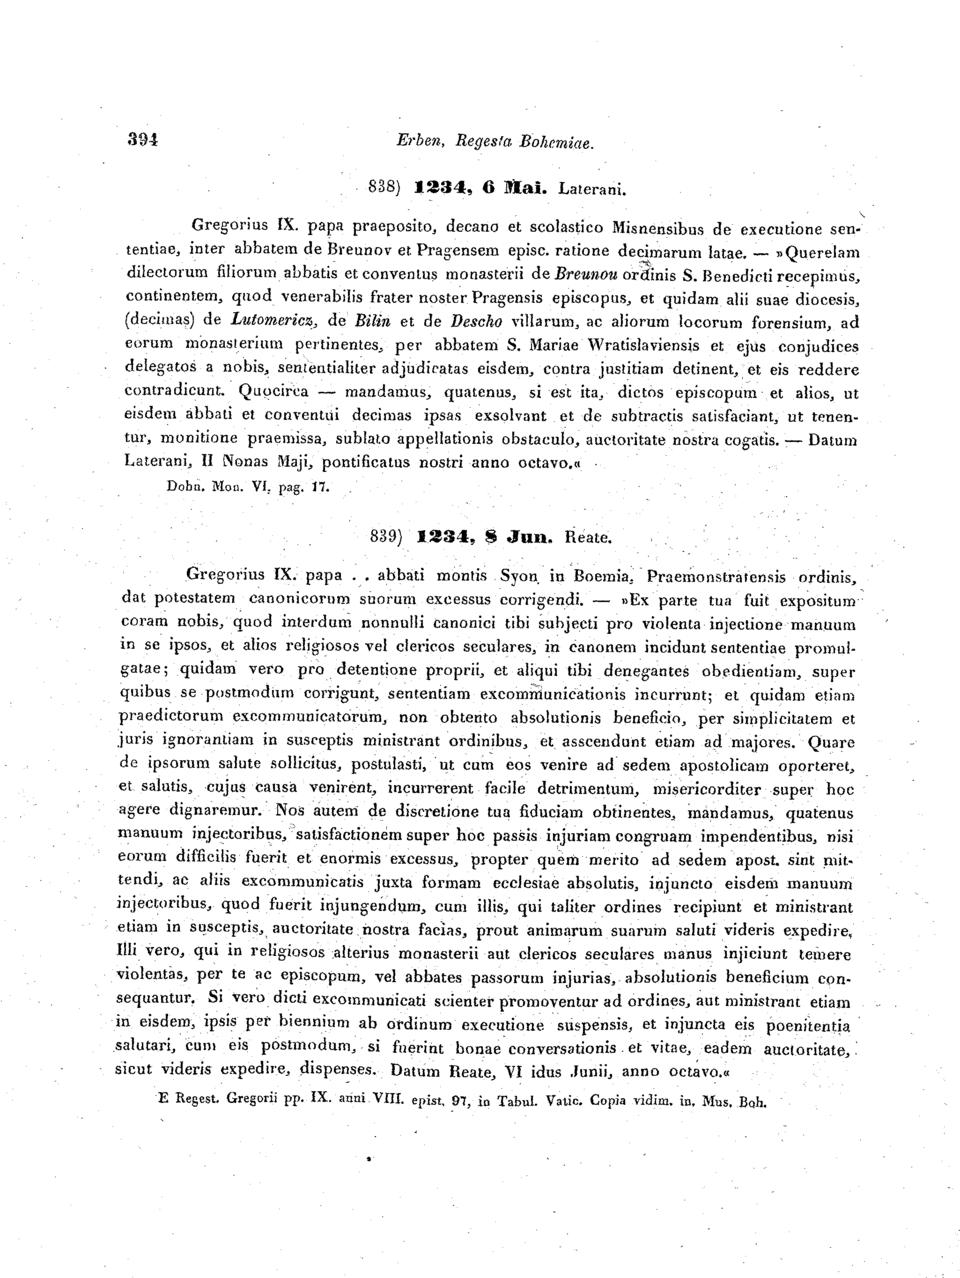 394 Erben, Regesta Bohemiae.
838) 1234, 6 Mai. Laterani.
Gregorius IX. papa praeposito, decano et scolastico Misnensibus de executione sen-
tentiae, inter abbatem de Breunov et Pragensem episc. ratione decimarum latae. — »Querelam
dilectorum filiorum abbatis et conventus monasterii de Breunou ordinis S. Benedicti recepimus,
continentem, quod venerabilis frater noster Pragensis episcopus, et quidam alii suae diocesis,
(decimas) de Lutomericz, de Bilin et de Descho villarum, ac aliorum locorum forensium, ad
eorum monasterium pertinentes, per abbatem S. Mariae Wratislaviensis et ejus conjudices
delegatos a nobis, sententialiter adjudicatas eisdem, contra justitiam detinent, et eis reddere
contradicunt. Quocirca — mandamus, quatenus, si est ita, dictos episcopum et alios, ut
eisdem abbati et conventui decimas ipsas exsolvant et de subtractis satisfaciant, ut tenen-
tur, monitione praemissa, sublato appellationis obstaculo, auctoritate nostra cogatis. — Datum
Laterani, II Nonas Maji, pontificatus nostri anno octavo.«
Dobn. Mon. VI, pag. 17.
839) 1234, 8 Jun. Reate.
Gregorius IX. papa . . abbati montis Syon in Boemia, Praemonstratensis ordinis,
dat potestatem canonicorum suorum excessus corrigendi. — »Ex parte tua fuit expositum
coram nobis, quod interdum nonnulli canonici tibi subjecti pro violenta injectione manuum
in se ipsos, et alios religiosos vel clericos seculares, in canonem incidunt sententiae promul-
gatae; quidam vero pro detentione proprii, et aliqui tibi denegantes obedientiam, super
quibus se postmodum corrigunt, sententiam excommunicationis incurrunt; et quidam etiam
praedictorum excommunicatorum, non obtento absolutionis beneficio, per simplicitatem et
juris ignorantiam in susceptis ministrant ordinibus, et asscendunt etiam ad majores. Quare
de ipsorum salute sollicitus, postulasti, ut cum eos venire ad sedem apostolicam oporteret,
et salutis, cujus causa venirent, incurrerent facile detrimentum, misericorditer super hoc
agere dignaremur. Nos autem de discretione tua fiduciam obtinentes, mandamus, quatenus
manuum injectoribus, satisfactionem super hoc passis injuriam congruam impendentibus, nisi
eorum difficilis fuerit et enormis excessus, propter quem merito ad sedem apost. sint mit-
tendi, ac aliis excommunicatis juxta formam ecclesiae absolutis, injuncto eisdem manuum
injectoribus, quod fuerit injungendum, cum illis, qui taliter ordines recipiunt et ministrant
etiam in susceptis, auctoritate nostra facias, prout animarum suarum saluti videris expedire,
Illi vero, qui in religiosos alterius monasterii aut clericos seculares manus injiciunt temere
violentas, per te ac episcopum, vel abbates passorum injurias, absolutionis beneficium con-
sequantur. Si vero dicti excommunicati scienter promoventur ad ordines, aut ministrant etiam
in eisdem, ipsis per biennium ab ordinum executione suspensis, et injuncta eis poenitentia
salutari, cum eis postmodum, si fuerint bonae conversationis et vitae, eadem auctoritate,
sicut videris expedire, dispenses. Datum Reate, VI idus Junii, anno octavo.«
E Regest. Gregorii pp. IX. anni VIII. epist. 97, in Tabul. Vatic. Copia vidim. in. Mus. Boh.